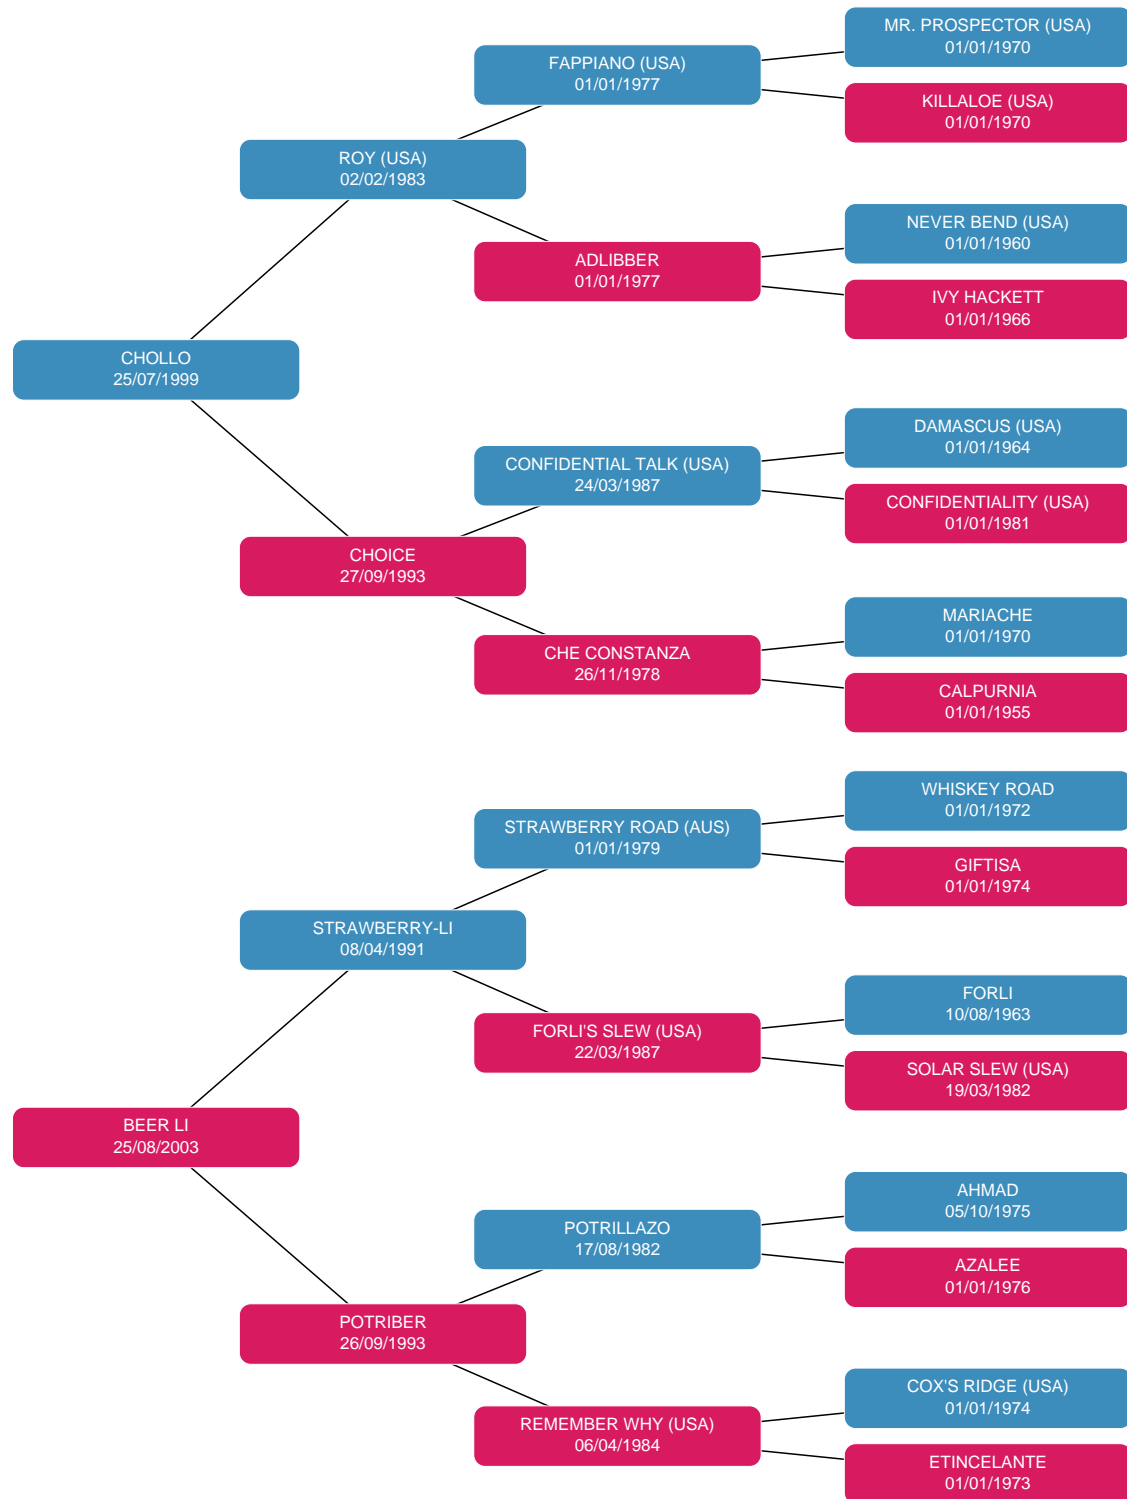 MR. PROSPECTOR (USA)
01/01/1970
FAPPIANO (USA)
01/01/1977
KILLALOE (USA)
01/01/1970
ROY (USA)
02/02/1983
NEVER BEND (USA)
01/01/1960
ADLIBBER
01/01/1977
IVY HACKETT
01/01/1966
CHOLLO
25/07/1999
DAMASCUS (USA)
01/01/1964
CONFIDENTIAL TALK (USA)
24/03/1987
CONFIDENTIALITY (USA)
01/01/1981
CHOICE
27/09/1993
MARIACHE
01/01/1970
CHE CONSTANZA
26/11/1978
CALPURNIA
01/01/1955
WHISKEY ROAD
01/01/1972
STRAWBERRY ROAD (AUS)
01/01/1979
GIFTISA
01/01/1974
STRAWBERRY-LI
08/04/1991
FORLI
10/08/1963
FORLI'S SLEW (USA)
22/03/1987
SOLAR SLEW (USA)
19/03/1982
BEER LI
25/08/2003
AHMAD
05/10/1975
POTRILLAZO
17/08/1982
AZALEE
01/01/1976
POTRIBER
26/09/1993
COX'S RIDGE (USA)
01/01/1974
REMEMBER WHY (USA)
06/04/1984
ETINCELANTE
01/01/1973